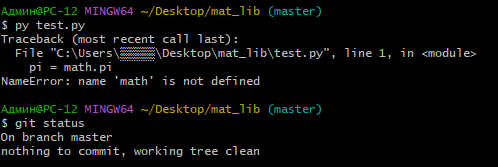 Админ@PC-12 MINGW64 ~/Desktop/mat_lib (master)
$ py test.py
Traceback (most recent call last):
  File "C:\Users\▒▒▒▒▒\Desktop\mat_lib\test.py", line 1, in <module>
    pi = math.pi
NameError: name 'math' is not defined

Админ@PC-12 MINGW64 ~/Desktop/mat_lib (master)
$ git status
On branch master
nothing to commit, working tree clean